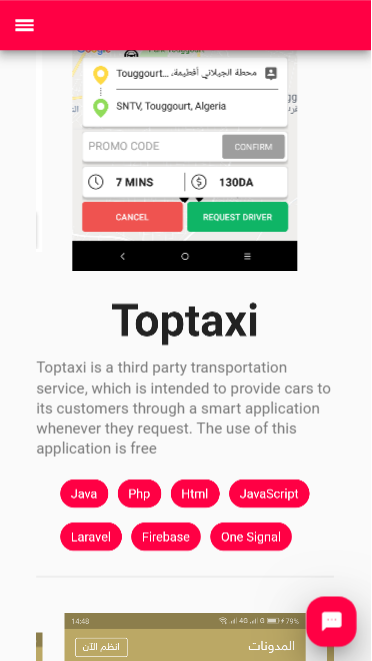 Touggourt... محطة الجيلاني أقطيعة،
SNTV, Touggourt, Algeria
PROMO CODE
CONFIRM
7 MINS
130DA
CANCEL
REQUEST DRIVER
Toptaxi
Toptaxi is a third party transportation
service, which is intended to provide cars to
its customers through a smart application
whenever they request. The use of this
application is free
Java
Php
Html
JavaScript
Laravel
Firebase
One Signal
14:48
4G
79%
انظم الآن
المدونات